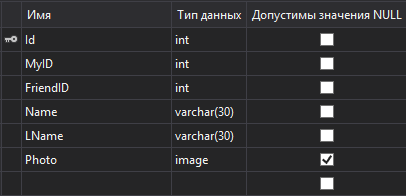 Имя Тип данных Допустимы значения NULL
Id int
MyID int
FriendID int
Name varchar(30)
LName varchar(30)
Photo image